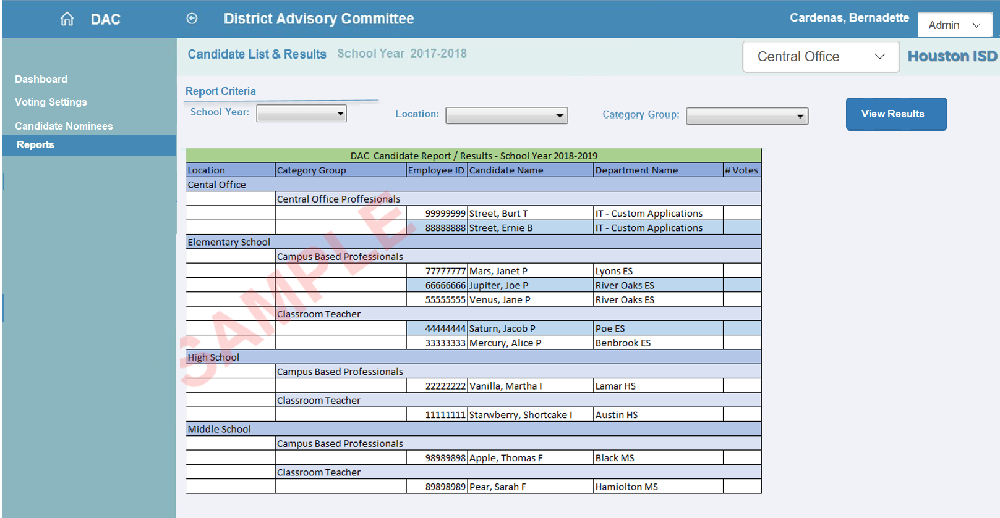 DAC District Advisory Committee Cardenas, Bernadette Admin
Candidate List & Results School Year 2017-2018 Central Office Houston ISD
Dashboard
Voting Settings
Candidate Nominees
Reports
Report Criteria
School Year: Location: Category Group: View Results
DAC Candidate Report / Results - School Year 2018-2019
Location Category Group Employee ID Candidate Name Department Name # Votes
Cental Office
Central Office Proffesionals
99999999 Street, Burt T IT - Custom Applications
88888888 Street, Ernie B IT - Custom Applications
Elementary School
Campus Based Professionals
77777777 Mars, Janet P Lyons ES
66666666 Jupiter, Joe P River Oaks ES
55555555 Venus, Jane P River Oaks ES
Classroom Teacher
44444444 Saturn, Jacob P Poe ES
33333333 Mercury, Alice P Benbrook ES
High School
Campus Based Professionals
22222222 Vanilla, Martha I Lamar HS
Classroom Teacher
11111111 Starwberry, Shortcake I Austin HS
Middle School
Campus Based Professionals
98989898 Apple, Thomas F Black MS
Classroom Teacher
89898989 Pear, Sarah F Hamiolton MS
SAMPLE